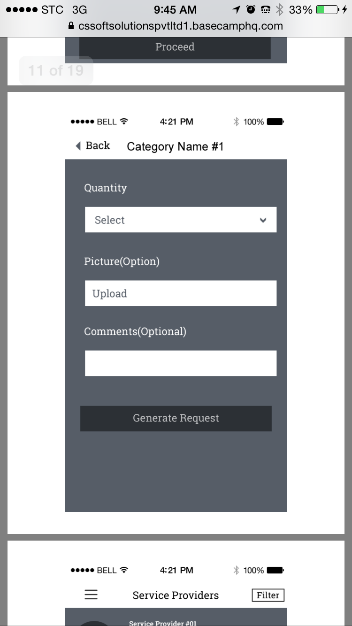 STC 3G 9:45 AM 33%
cssoftsolutionspvtltd1.basecamphq.com
Proceed
11 of 19
BELL 4:21 PM 100%
Back Category Name #1
Quantity
Select
Picture(Option)
Upload
Comments(Optional)
Generate Request
BELL 4:21 PM 100%
Service Providers Filter
Service Provider #01